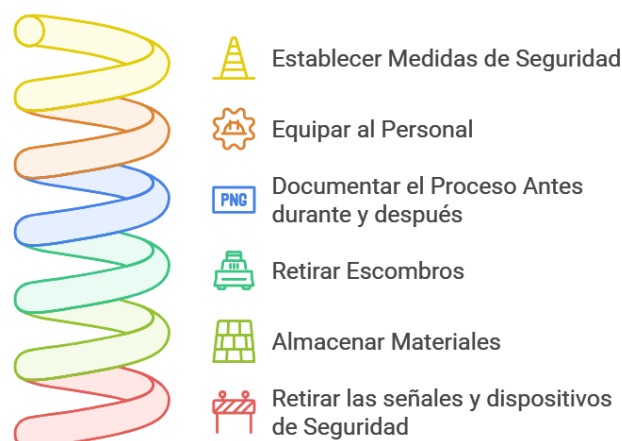 Establecer Medidas de Seguridad
Equipar al Personal
PNG
Documentar el Proceso Antes
durante y después
Retirar Escombros
Almacenar Materiales
Retirar las señales y dispositivos
de Seguridad